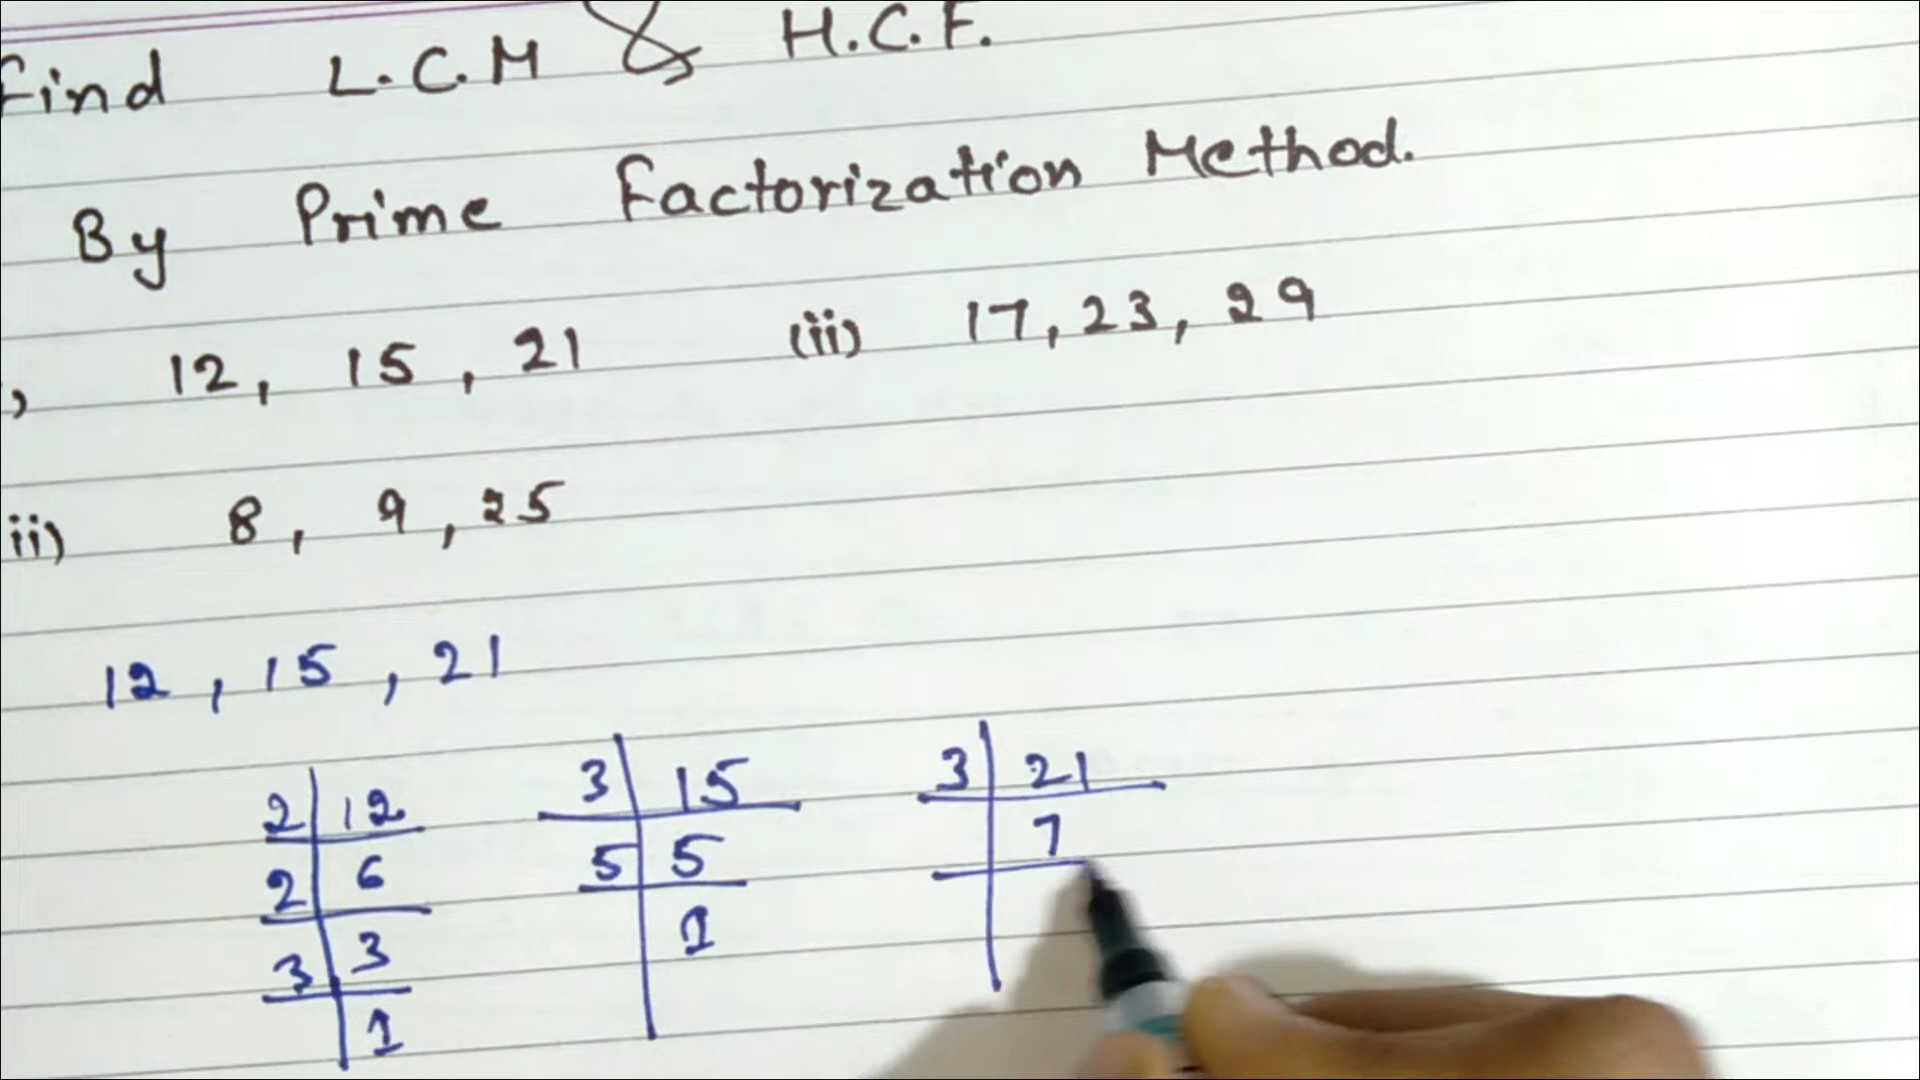 Find L.C.M & H.C.F.
By Prime Factorization Method.
, 12, 15, 21 (ii) 17, 23, 29
ii) 8, 9, 25
12, 15, 21
2 12 3 15 3 21
2 6 5 5 7
3 3 1
1